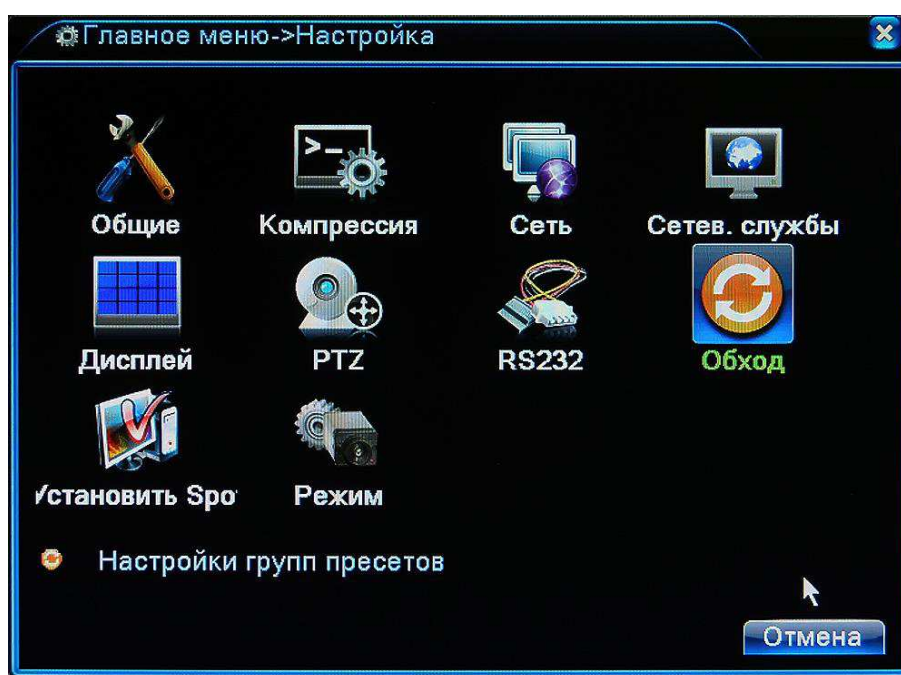 Главное меню->Настройка
Общие Компрессия Сеть Сетев. службы
Дисплей PTZ RS232 Обход
Установить Spo Режим
Настройки групп пресетов
Отмена